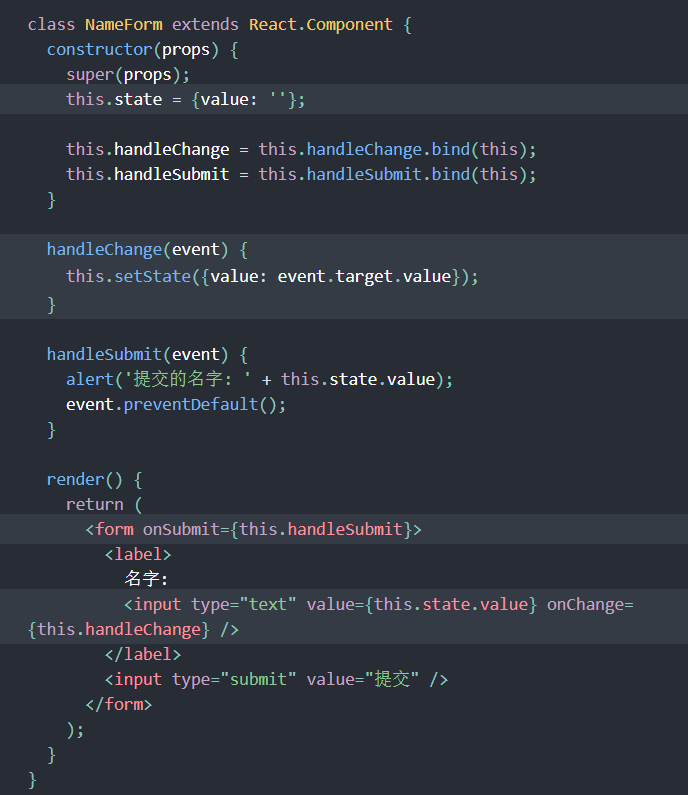 class NameForm extends React.Component {
  constructor(props) {
    super(props);
    this.state = {value: ''};

    this.handleChange = this.handleChange.bind(this);
    this.handleSubmit = this.handleSubmit.bind(this);
  }

  handleChange(event) {
    this.setState({value: event.target.value});
  }

  handleSubmit(event) {
    alert('提交的名字: ' + this.state.value);
    event.preventDefault();
  }

  render() {
    return (
      <form onSubmit={this.handleSubmit}>
        <label>
          名字:
          <input type="text" value={this.state.value} onChange=
{this.handleChange} />
        </label>
        <input type="submit" value="提交" />
      </form>
    );
  }
}